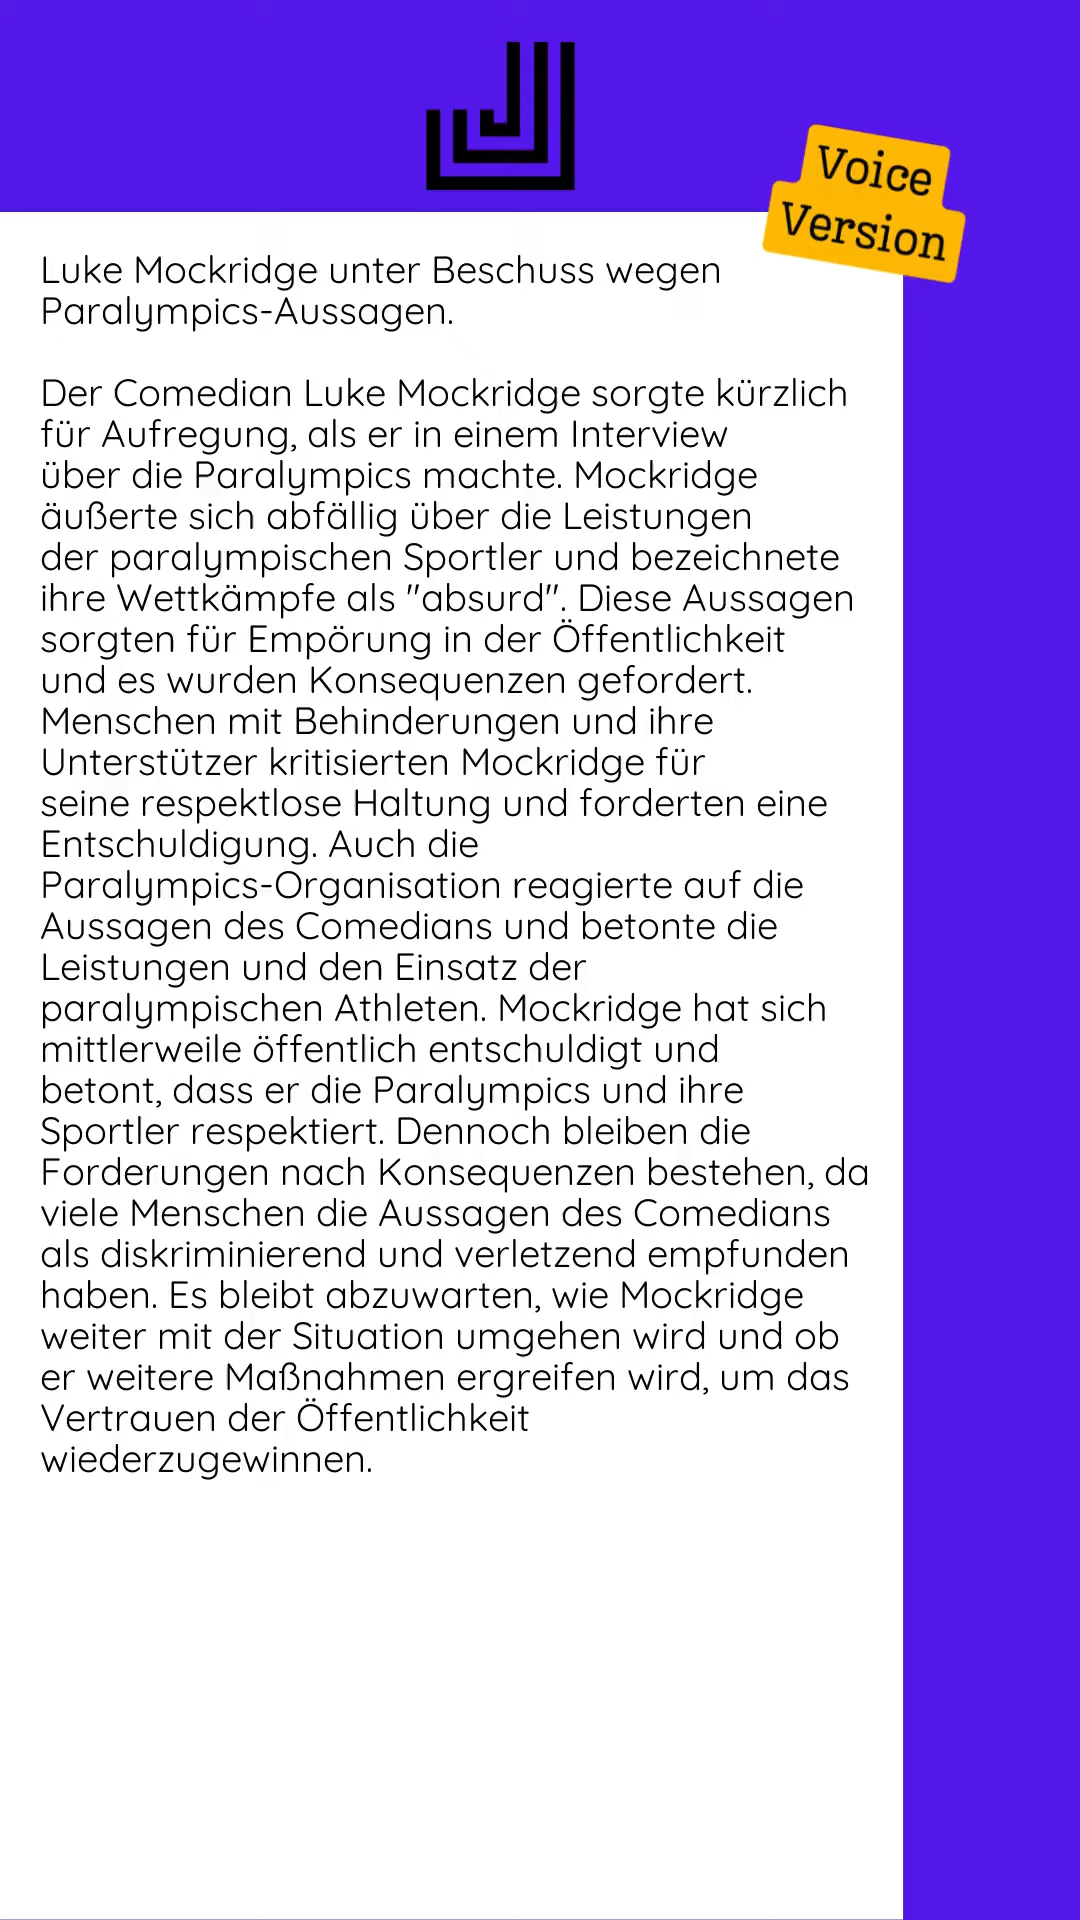 Voice
Version
Luke Mockridge unter Beschuss wegen
Paralympics-Aussagen.
Der Comedian Luke Mockridge sorgte kürzlich
für Aufregung, als er in einem Interview
über die Paralympics machte. Mockridge
äußerte sich abfällig über die Leistungen
der paralympischen Sportler und bezeichnete
ihre Wettkämpfe als "absurd". Diese Aussagen
sorgten für Empörung in der Öffentlichkeit
und es wurden Konsequenzen gefordert.
Menschen mit Behinderungen und ihre
Unterstützer kritisierten Mockridge für
seine respektlose Haltung und forderten eine
Entschuldigung. Auch die
Paralympics-Organisation reagierte auf die
Aussagen des Comedians und betonte die
Leistungen und den Einsatz der
paralympischen Athleten. Mockridge hat sich
mittlerweile öffentlich entschuldigt und
betont, dass er die Paralympics und ihre
Sportler respektiert. Dennoch bleiben die
Forderungen nach Konsequenzen bestehen, da
viele Menschen die Aussagen des Comedians
als diskriminierend und verletzend empfunden
haben. Es bleibt abzuwarten, wie Mockridge
weiter mit der Situation umgehen wird und ob
er weitere Maßnahmen ergreifen wird, um das
Vertrauen der Öffentlichkeit
wiederzugewinnen.